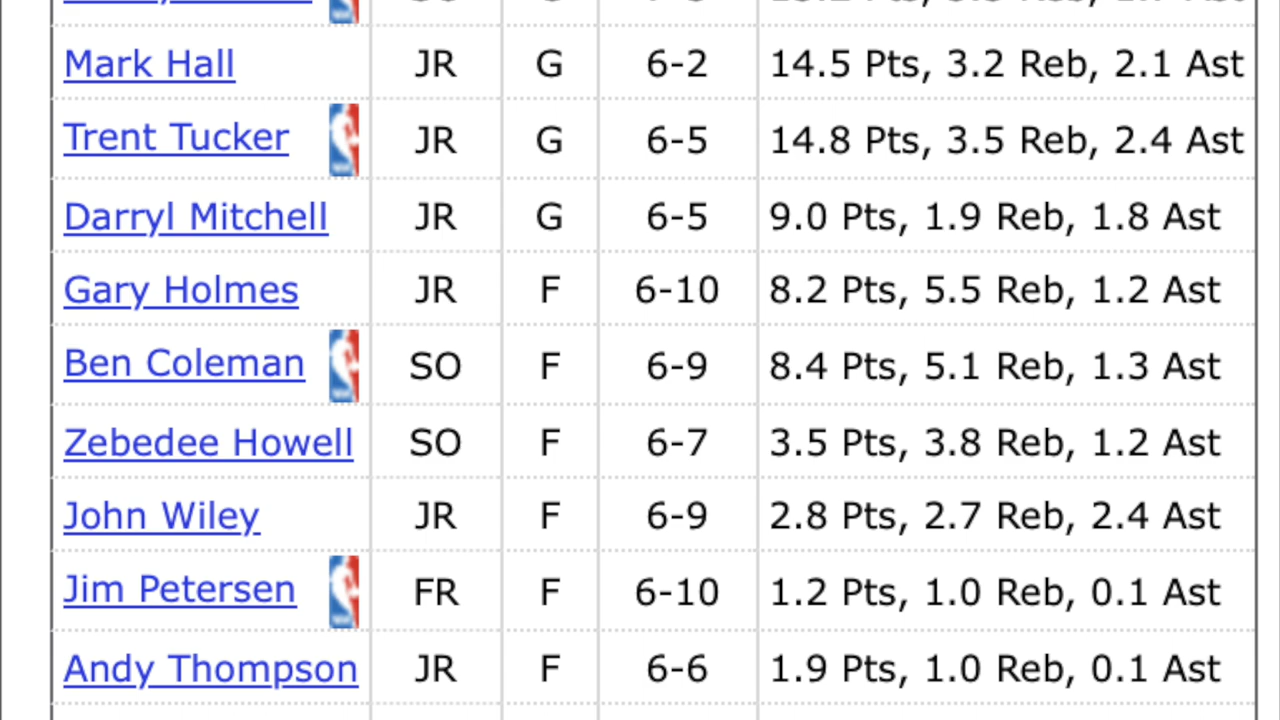 Mark Hall JR G 6-2 14.5 Pts, 3.2 Reb, 2.1 Ast
Trent Tucker JR G 6-5 14.8 Pts, 3.5 Reb, 2.4 Ast
Darryl Mitchell JR G 6-5 9.0 Pts, 1.9 Reb, 1.8 Ast
Gary Holmes JR F 6-10 8.2 Pts, 5.5 Reb, 1.2 Ast
Ben Coleman SO F 6-9 8.4 Pts, 5.1 Reb, 1.3 Ast
Zebedee Howell SO F 6-7 3.5 Pts, 3.8 Reb, 1.2 Ast
John Wiley JR F 6-9 2.8 Pts, 2.7 Reb, 2.4 Ast
Jim Petersen FR F 6-10 1.2 Pts, 1.0 Reb, 0.1 Ast
Andy Thompson JR F 6-6 1.9 Pts, 1.0 Reb, 0.1 Ast